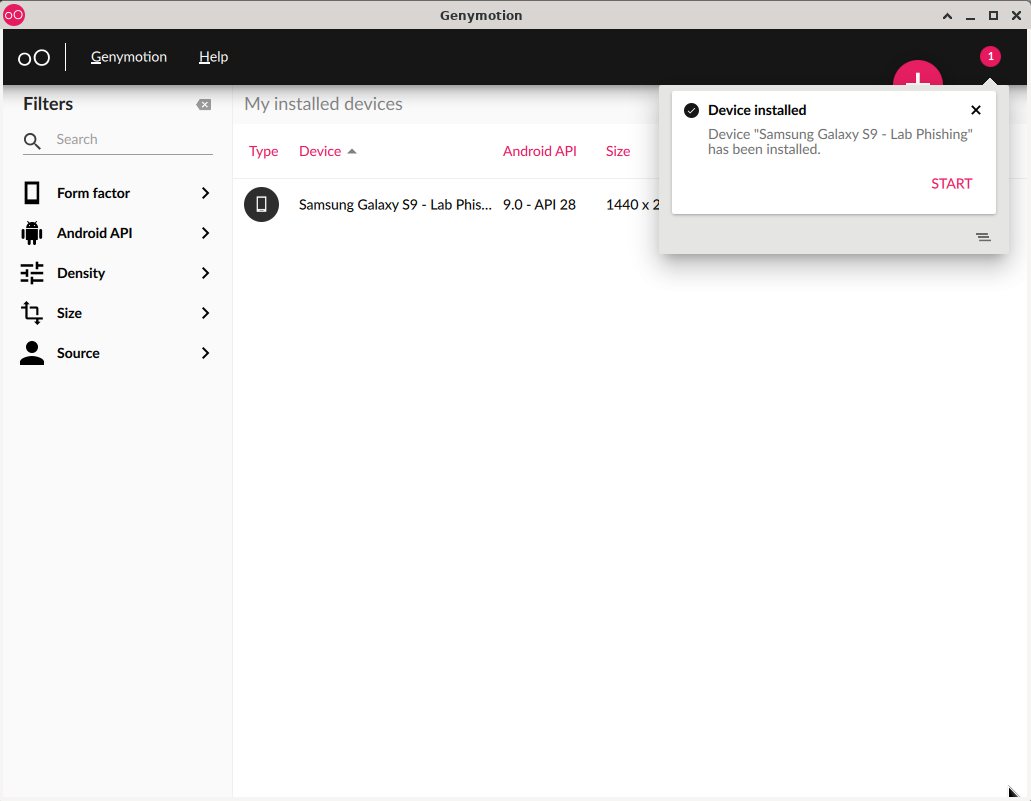 Genymotion
Genymotion Help 1
Filters
Search
Form factor
Android API
Density
Size
Source
My installed devices
Type Device Android API Size
Samsung Galaxy S9 - Lab Phis... 9.0 - API 28 1440 x 2
Device installed
Device "Samsung Galaxy S9 - Lab Phishing"
has been installed.
START